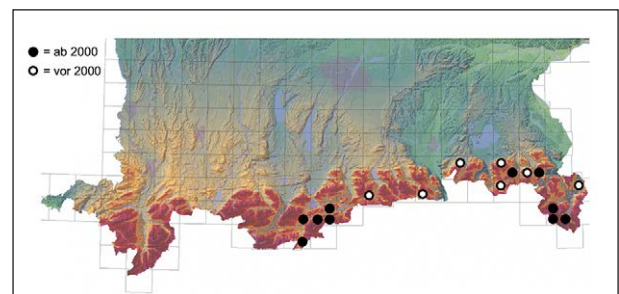 ● = ab 2000
○ = vor 2000